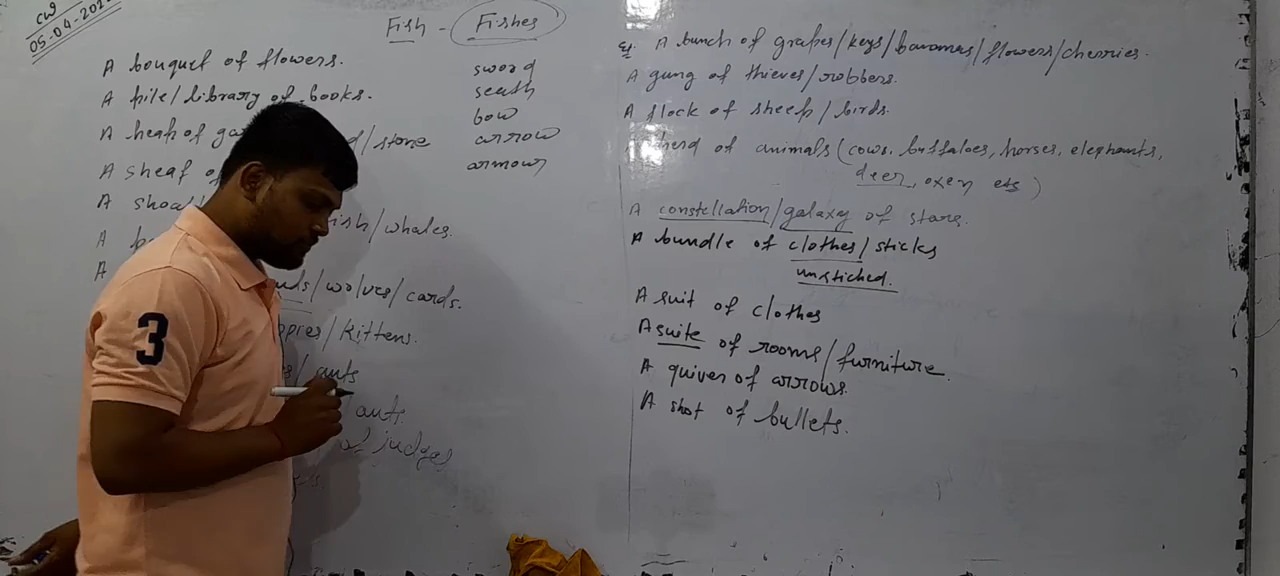 CW
05-04-202
Fish - Fishes
A bouquet of flowers.
A pile/library of books.
A heap of /stone
A sheaf of
A shoal fish/whales.
A
A /wolves/cards.
/kittens.
/ants
ants
of judges
sword
bow
arrow
armour
A bunch of grapes/keys/bananas/flowers/cherries.
A gung of thieves/robbers.
A flock of sheep/birds.
herd of animals (cows, buffaloes, horses, elephants,
deer, oxen etc)
A constellation/galaxy of stars.
A bundle of clothes/sticks
unstiched.
A suit of clothes
A suite of rooms/furniture.
A quiver of arrows.
A shot of bullets.
3